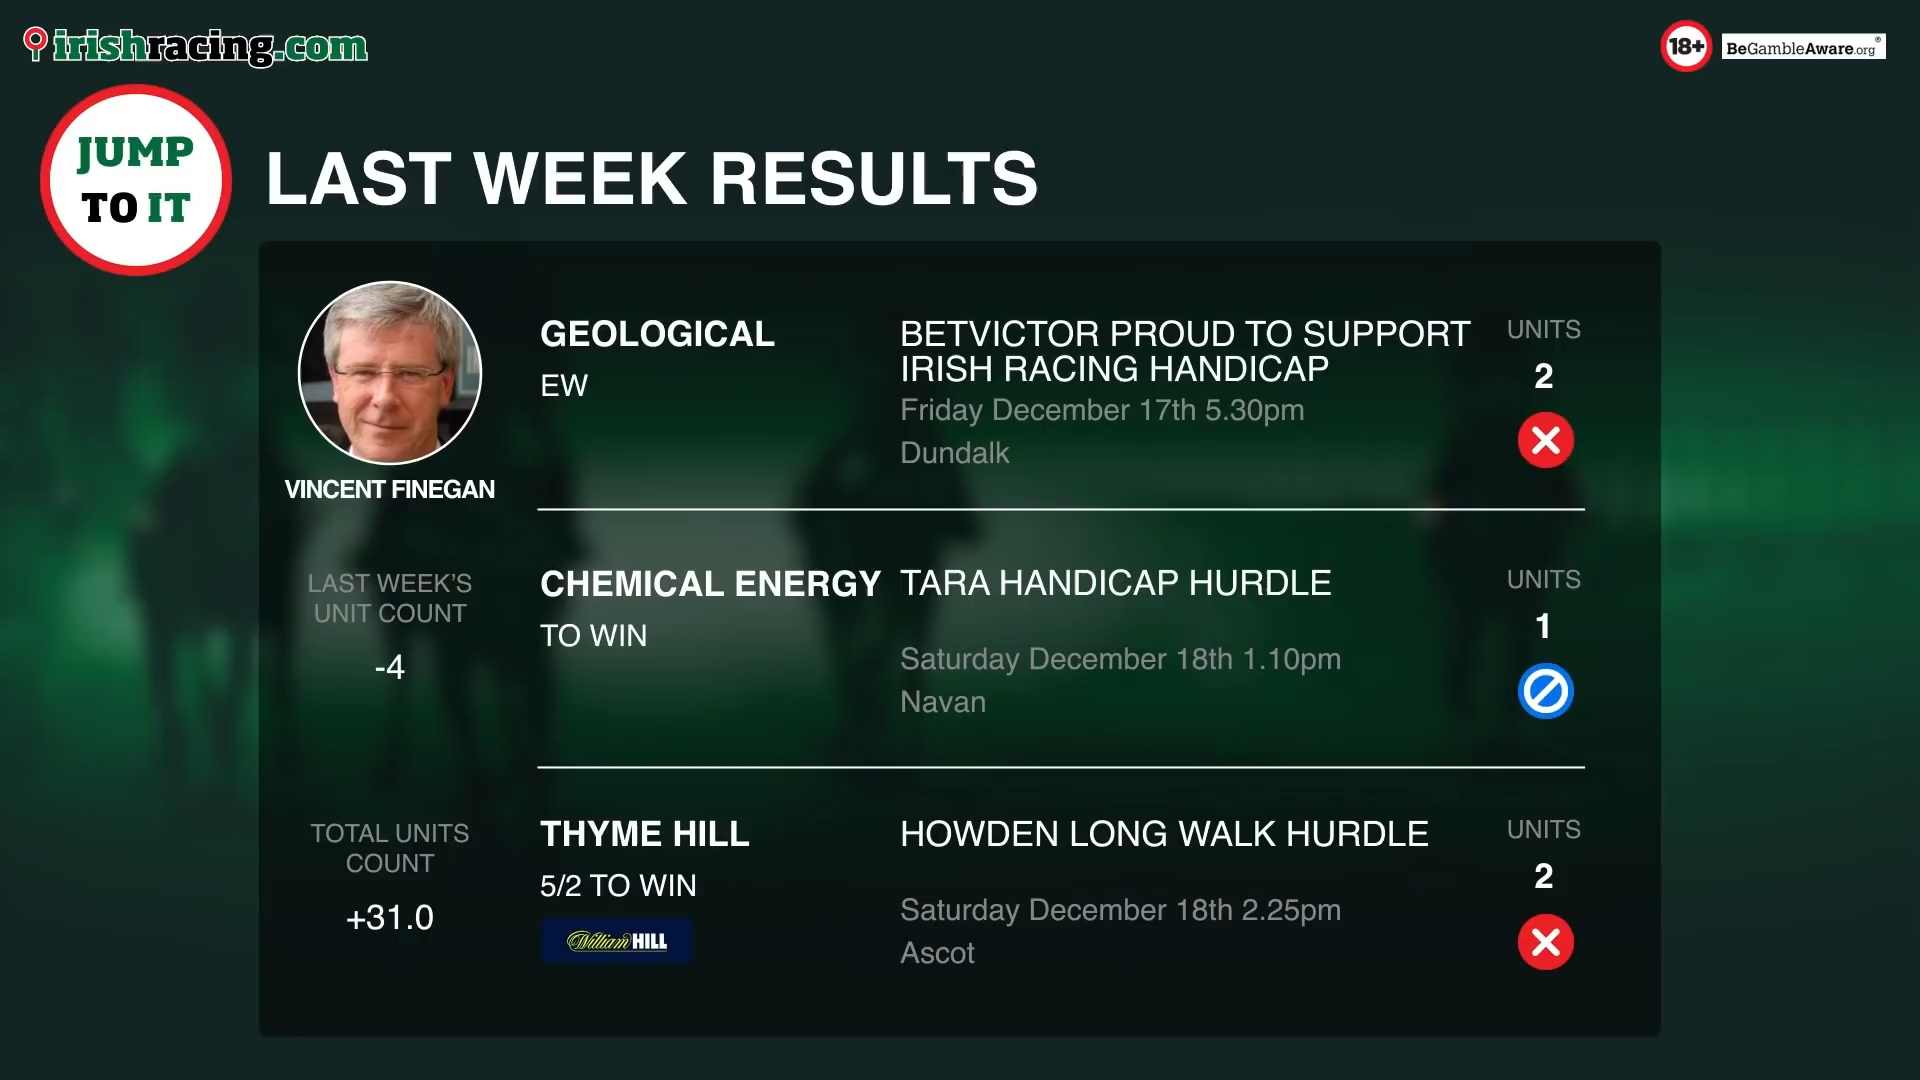 irishracing.com
18+
BeGambleAware.org®
JUMP
TO IT
LAST WEEK RESULTS
VINCENT FINEGAN
LAST WEEK'S
UNIT COUNT
-4
TOTAL UNITS
COUNT
+31.0
GEOLOGICAL
EW
BETVICTOR PROUD TO SUPPORT
IRISH RACING HANDICAP
Friday December 17th 5.30pm
Dundalk
UNITS
2
CHEMICAL ENERGY
TO WIN
TARA HANDICAP HURDLE
Saturday December 18th 1.10pm
Navan
UNITS
1
THYME HILL
5/2 TO WIN
William HILL
HOWDEN LONG WALK HURDLE
Saturday December 18th 2.25pm
Ascot
UNITS
2